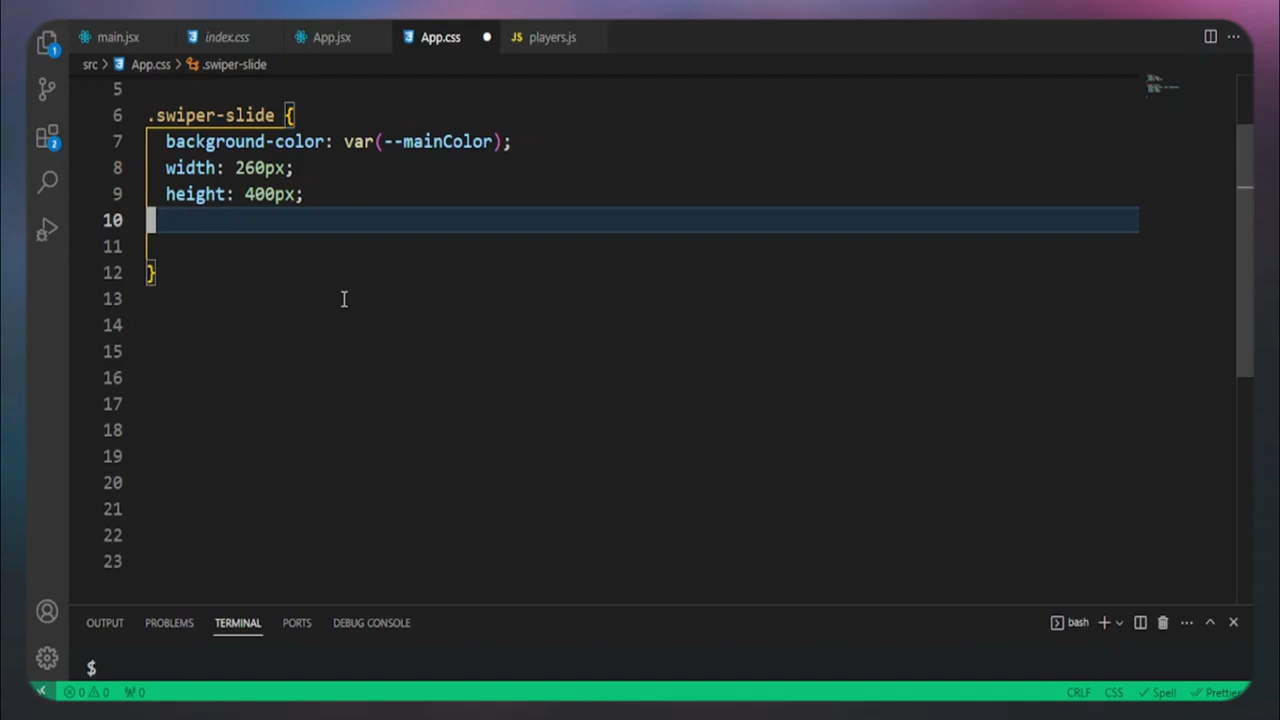 main.jsx index.css App.jsx App.css players.js
src App.css .swiper-slide
5
6 .swiper-slide {
7 background-color: var(--mainColor);
8 width: 260px;
9 height: 400px;
10
11
12 }
13
14
15
16
17
18
19
20
21
22
23
OUTPUT PROBLEMS TERMINAL PORTS DEBUG CONSOLE bash
$
0 0 0 CRLF CSS Spell Prettier
1
2